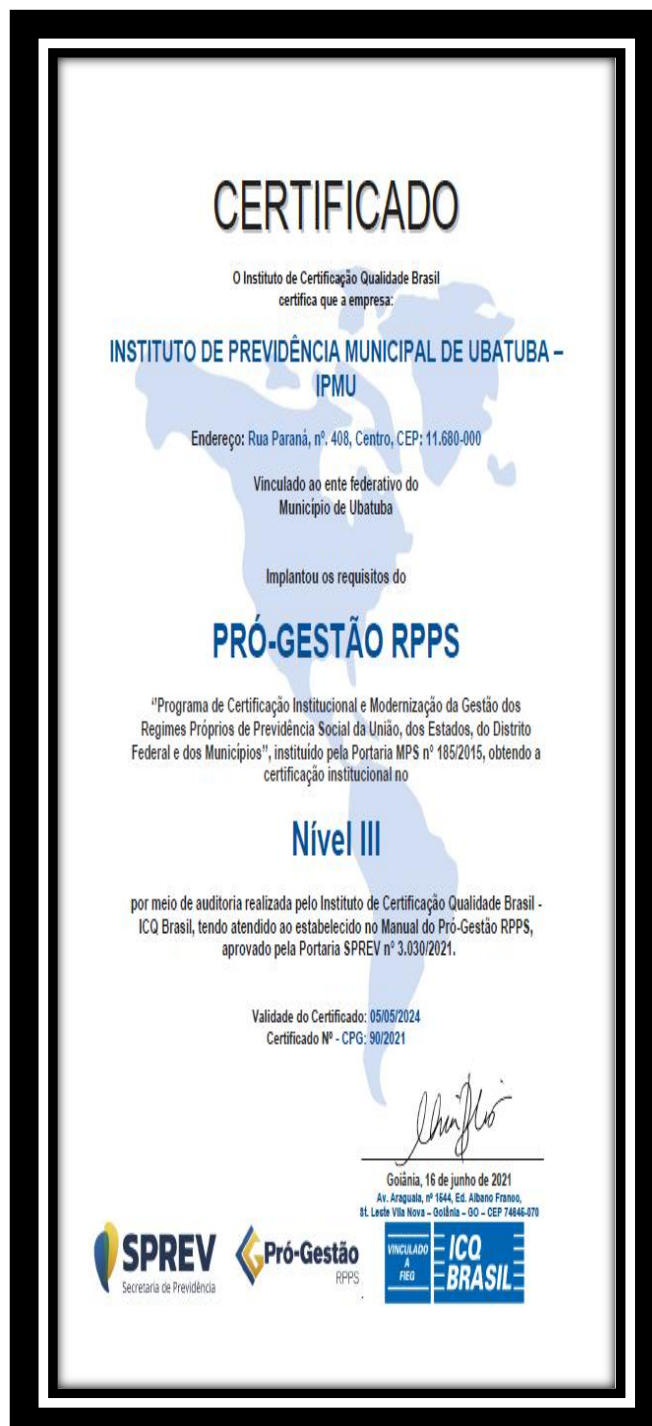 CERTIFICADO
O Instituto de Certificação Qualidade Brasil
certifica que a empresa:
INSTITUTO DE PREVIDÊNCIA MUNICIPAL DE UBATUBA –
IPMU
Endereço: Rua Paraná, nº. 408, Centro, CEP: 11.680-000
Vinculado ao ente federativo do
Município de Ubatuba
Implantou os requisitos do
PRÓ-GESTÃO RPPS
“Programa de Certificação Institucional e Modernização da Gestão dos
Regimes Próprios de Previdência Social da União, dos Estados, do Distrito
Federal e dos Municípios”, instituído pela Portaria MPS nº 185/2015, obtendo a
certificação institucional no
Nível III
por meio de auditoria realizada pelo Instituto de Certificação Qualidade Brasil -
ICQ Brasil, tendo atendido ao estabelecido no Manual do Pró-Gestão RPPS,
aprovado pela Portaria SPREV nº 3.030/2021.
Validade do Certificado: 05/05/2024
Certificado Nº - CPG: 90/2021
Goiânia, 16 de junho de 2021
Av. Araguaia, nº 1544, Ed. Albano Franco,
St. Leste Vila Nova – Goiânia – GO – CEP 74645-070
SPREV
Secretaria de Previdência
Pró-Gestão
RPPS
VINCULADO
A
FIEG
ICQ
BRASIL